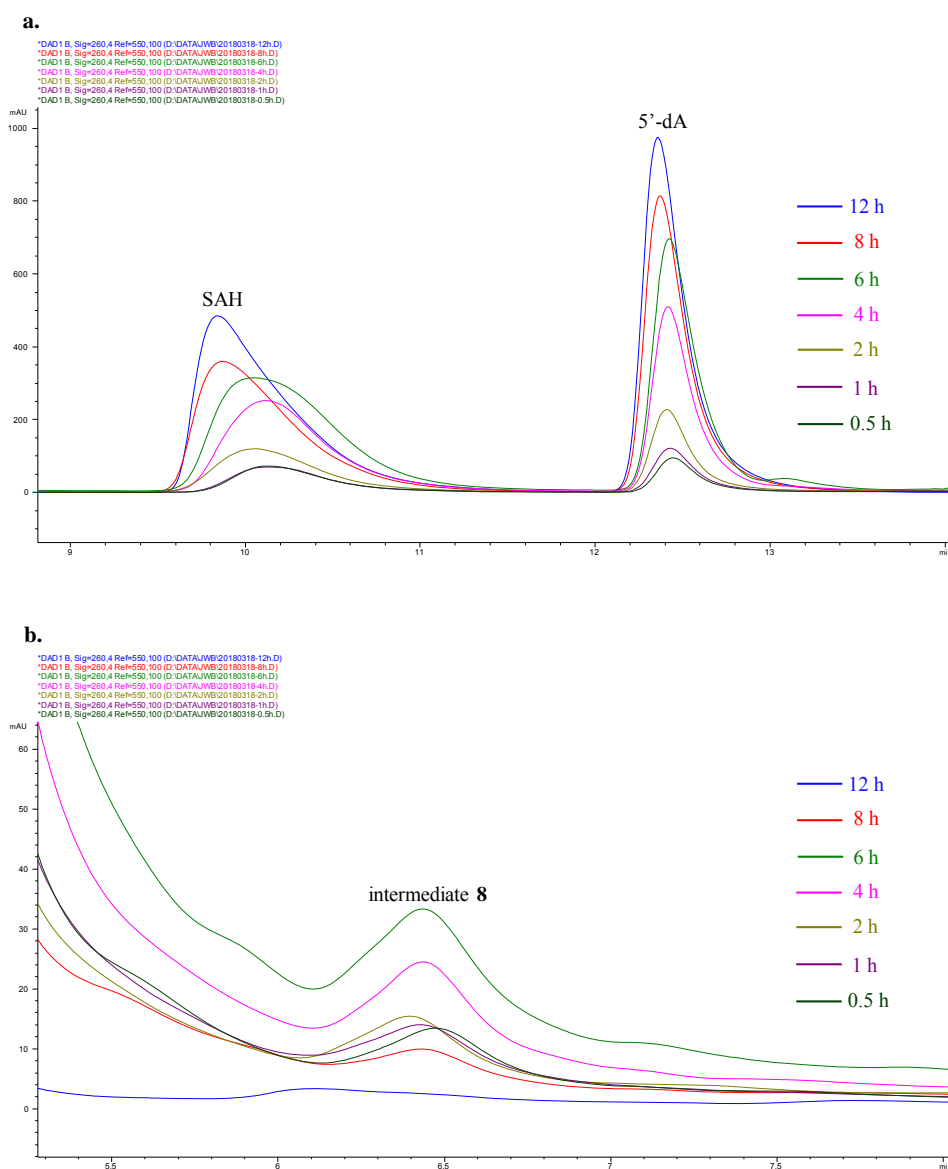 a.
*DAD1 B, Sig=260,4 Ref=550,100 (D:\DATA\JWB\20180318-12h.D)
*DAD1 B, Sig=260,4 Ref=550,100 (D:\DATA\JWB\20180318-8h.D)
*DAD1 B, Sig=260,4 Ref=550,100 (D:\DATA\JWB\20180318-6h.D)
*DAD1 B, Sig=260,4 Ref=550,100 (D:\DATA\JWB\20180318-4h.D)
*DAD1 B, Sig=260,4 Ref=550,100 (D:\DATA\JWB\20180318-2h.D)
*DAD1 B, Sig=260,4 Ref=550,100 (D:\DATA\JWB\20180318-1h.D)
*DAD1 B, Sig=260,4 Ref=550,100 (D:\DATA\JWB\20180318-0.5h.D)
mAU
1000
800
600
400
200
0
SAH
5’-dA
12 h
8 h
6 h
4 h
2 h
1 h
0.5 h
9 10 11 12 13 mi
b.
*DAD1 B, Sig=260,4 Ref=550,100 (D:\DATA\JWB\20180318-12h.D)
*DAD1 B, Sig=260,4 Ref=550,100 (D:\DATA\JWB\20180318-8h.D)
*DAD1 B, Sig=260,4 Ref=550,100 (D:\DATA\JWB\20180318-6h.D)
*DAD1 B, Sig=260,4 Ref=550,100 (D:\DATA\JWB\20180318-4h.D)
*DAD1 B, Sig=260,4 Ref=550,100 (D:\DATA\JWB\20180318-2h.D)
*DAD1 B, Sig=260,4 Ref=550,100 (D:\DATA\JWB\20180318-1h.D)
*DAD1 B, Sig=260,4 Ref=550,100 (D:\DATA\JWB\20180318-0.5h.D)
mAU
60
50
40
30
20
10
0
intermediate 8
12 h
8 h
6 h
4 h
2 h
1 h
0.5 h
5.5 6 6.5 7 7.5 mi